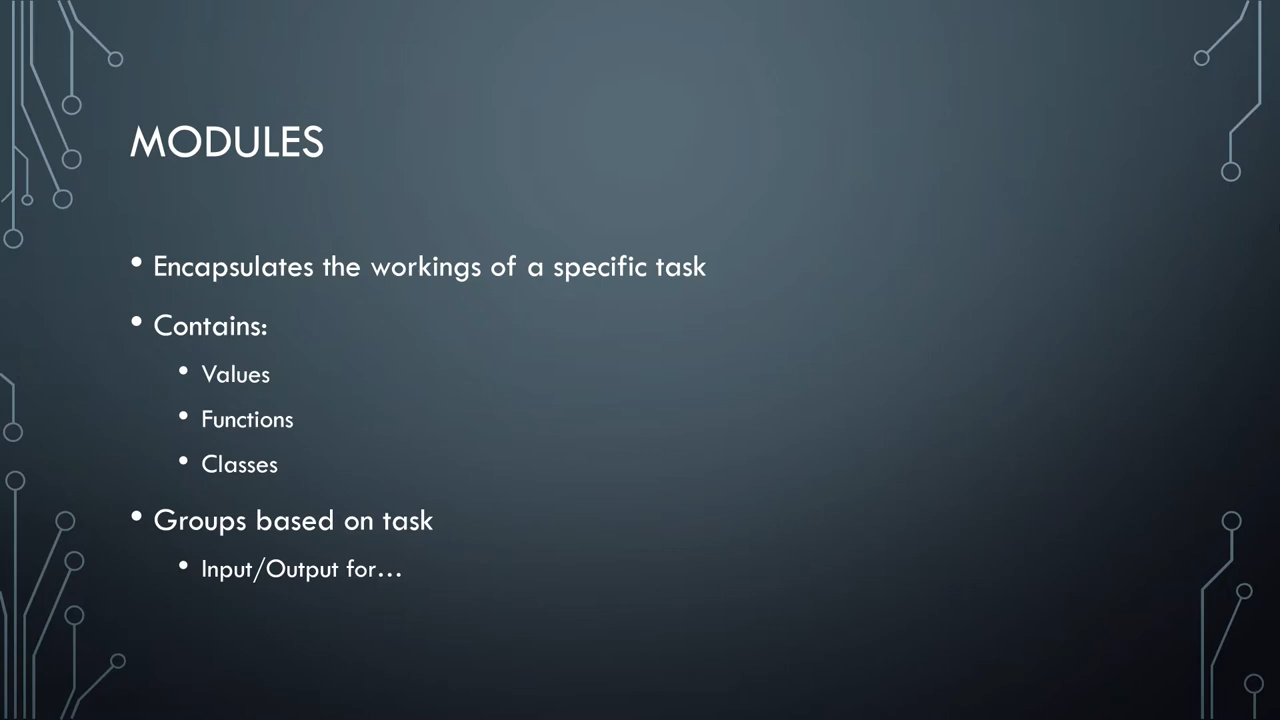 MODULES
• Encapsulates the workings of a specific task
• Contains:
• Values
• Functions
• Classes
• Groups based on task
• Input/Output for…